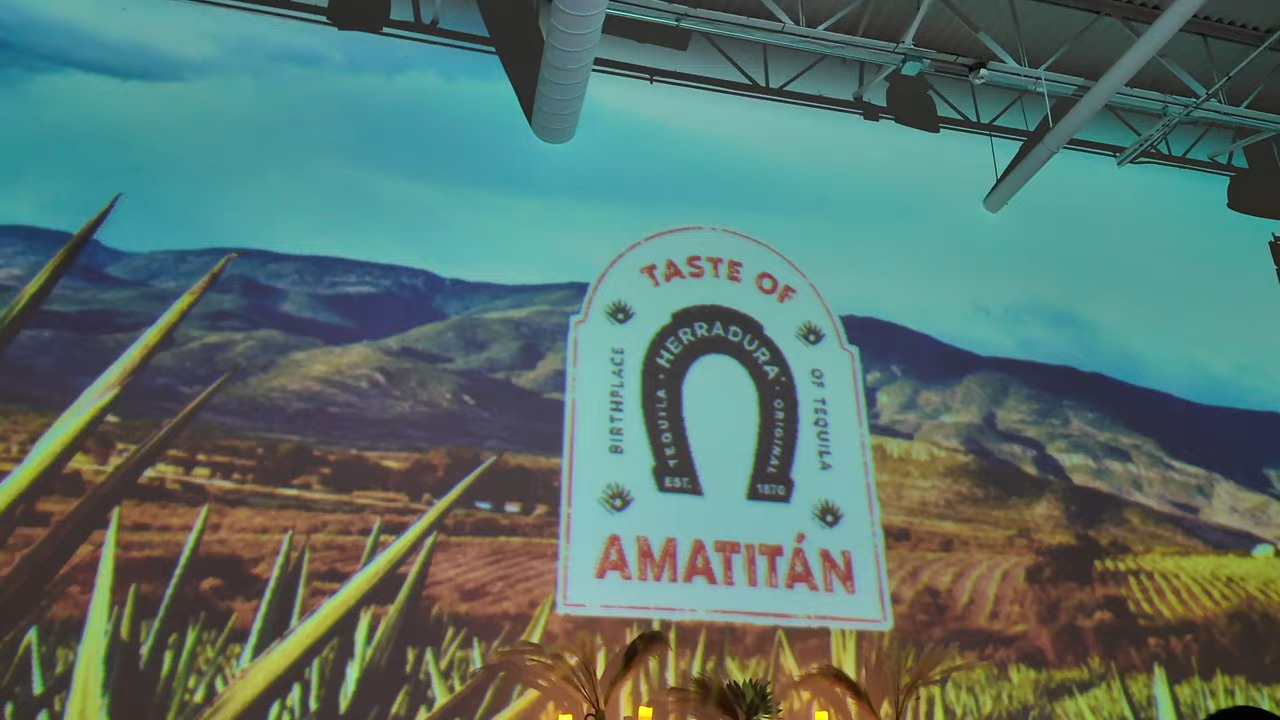 TASTE OF
BIRTHPLACE
OF TEQUILA
TEQUILA · HERRADURA · ORIGINAL
EST. 1870
AMATITÁN